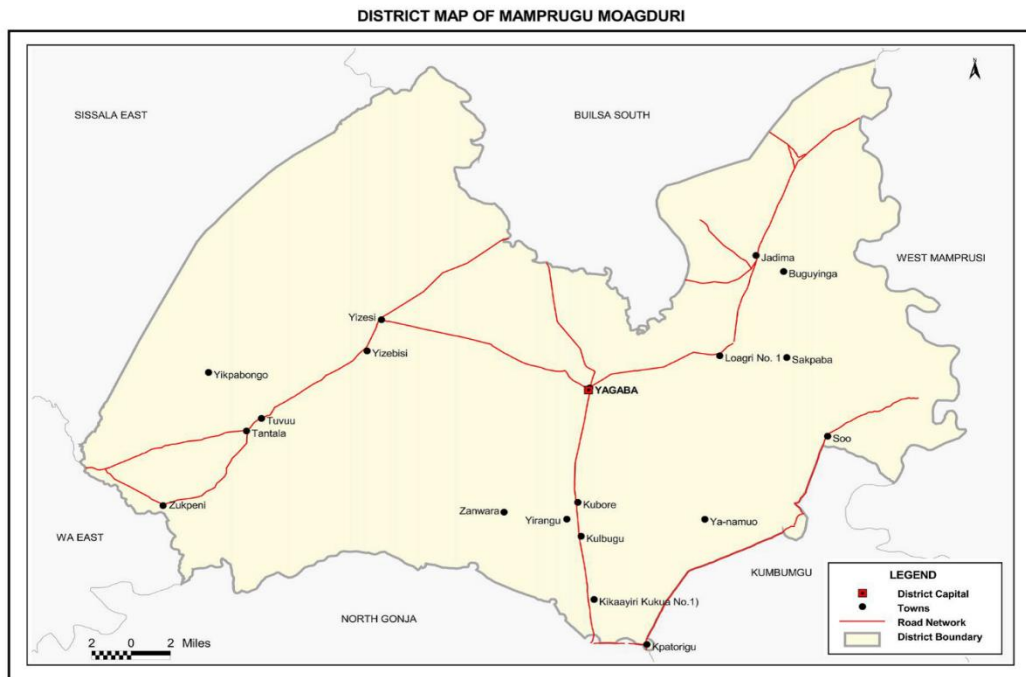 DISTRICT MAP OF MAMPRUGU MOAGDURI
SISSALA EAST
BUILSA SOUTH
WEST MAMPRUSI
Jadima
Buguyinga
Yizesi
Yizebisi
Loagri No. 1
Sakpaba
Yikpabongo
YAGABA
Tuvuu
Tantala
Soo
Zukpeni
Kubore
Zanwara
Yirangu
Ya-namuo
Kulbugu
WA EAST
KUMBUMGU
Kikaayiri Kukua No.1)
NORTH GONJA
Kpatorigu
2 0 2 Miles
LEGEND
District Capital
Towns
Road Network
District Boundary